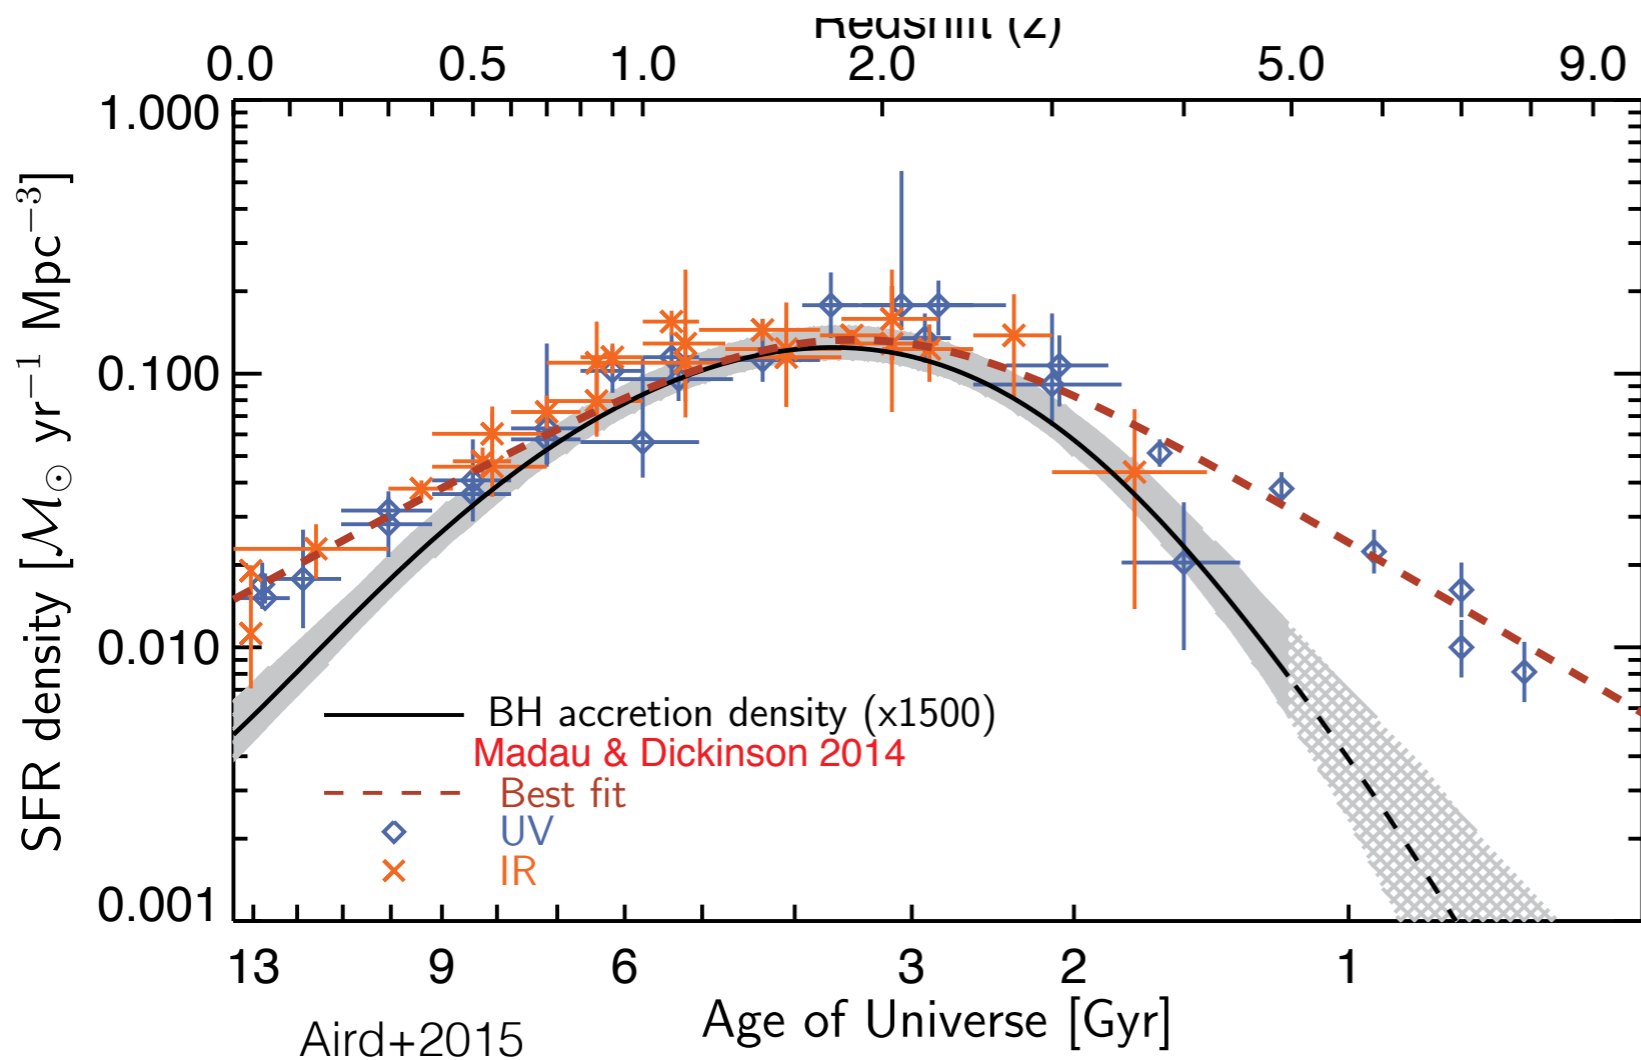 Redshift (z)
0.0 0.5 1.0 2.0 5.0 9.0
1.000
0.100
0.010
0.001
SFR density [ℳ⊙ yr⁻¹ Mpc⁻³]
BH accretion density (x1500)
Madau & Dickinson 2014
Best fit
UV
IR
13 9 6 3 2 1
Age of Universe [Gyr]
Aird+2015